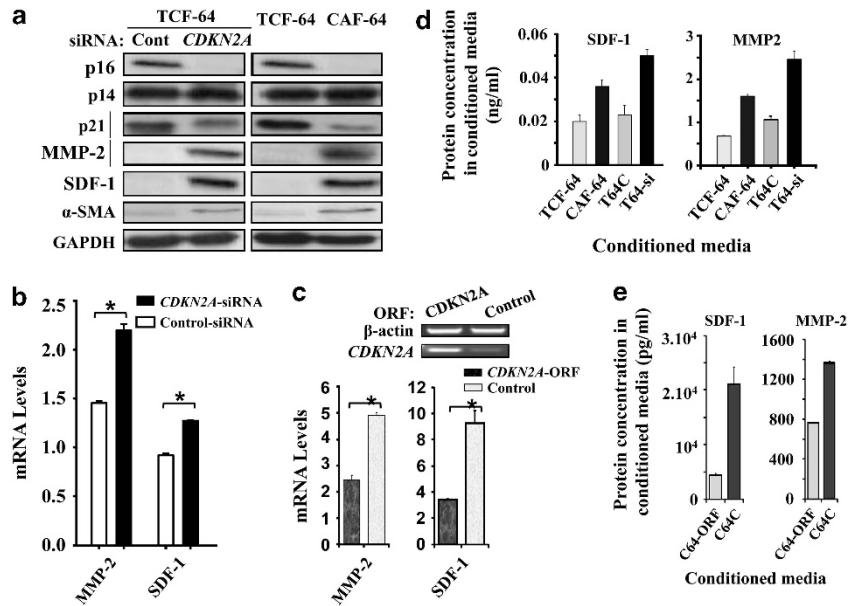 a
TCF-64 TCF-64 CAF-64
siRNA: Cont CDKN2A
p16
p14
p21
MMP-2
SDF-1
α-SMA
GAPDH
b
mRNA Levels
2.5
2.0
1.5
1.0
0.5
0.0
*
*
CDKN2A-siRNA
Control-siRNA
MMP-2
SDF-1
c
ORF: CDKN2A Control
β-actin
CDKN2A
CDKN2A-ORF
Control
mRNA Levels
6
5
4
3
2
1
0
*
MMP-2
12
10
8
6
4
2
0
*
SDF-1
d
Protein concentration
in conditioned media
(ng/ml)
SDF-1
0.06
0.04
0.02
0
TCF-64
CAF-64
T64C
T64-si
MMP2
3
2
1
0
TCF-64
CAF-64
T64C
T64-si
Conditioned media
e
Protein concentration in
conditioned media (pg/ml)
SDF-1
3.10⁴
2.10⁴
10⁴
0
C64-ORF
C64C
MMP-2
1600
1200
800
400
0
C64-ORF
C64C
Conditioned media